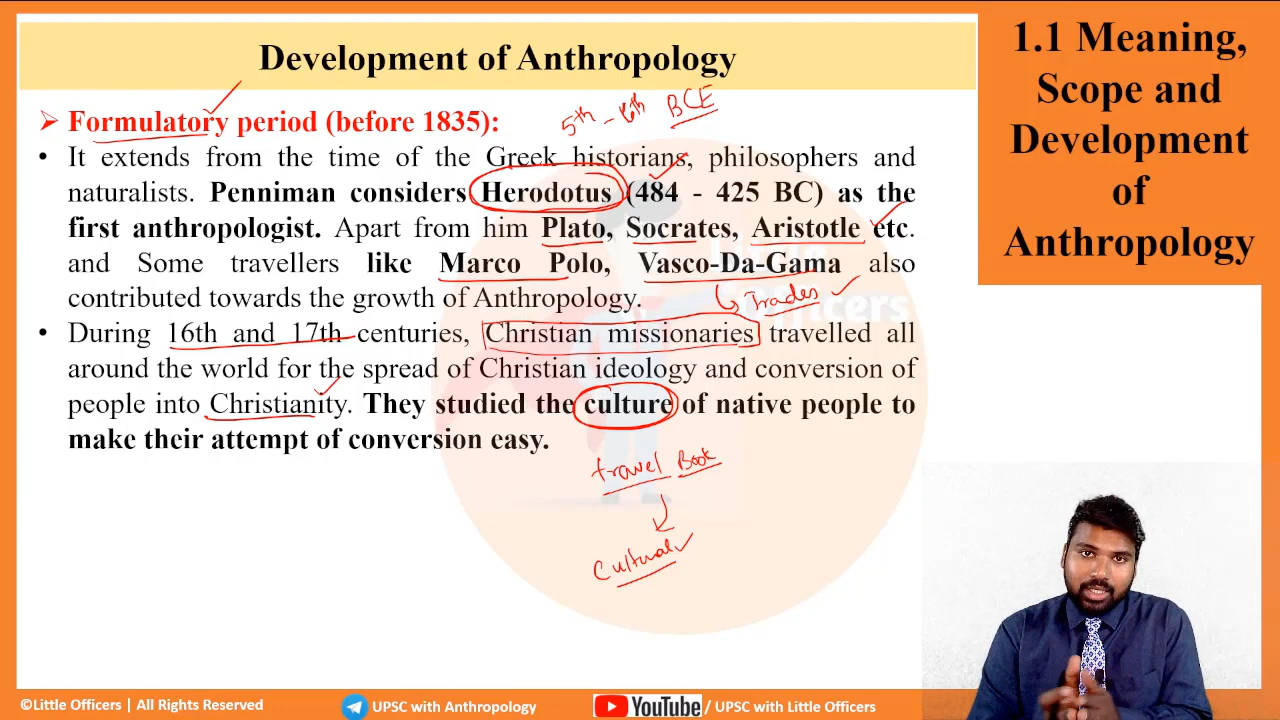 Development of Anthropology
1.1 Meaning,
Scope and
Development
of
Anthropology
➢ Formulatory period (before 1835):
5th - 6th BCE
• It extends from the time of the Greek historians, philosophers and
naturalists. Penniman considers Herodotus (484 - 425 BC) as the
first anthropologist. Apart from him Plato, Socrates, Aristotle etc.
and Some travellers like Marco Polo, Vasco-Da-Gama also
contributed towards the growth of Anthropology.
Trades
• During 16th and 17th centuries, Christian missionaries travelled all
around the world for the spread of Christian ideology and conversion of
people into Christianity. They studied the culture of native people to
make their attempt of conversion easy.
travel Book
Cultural
©Little Officers | All Rights Reserved
UPSC with Anthropology
YouTube / UPSC with Little Officers